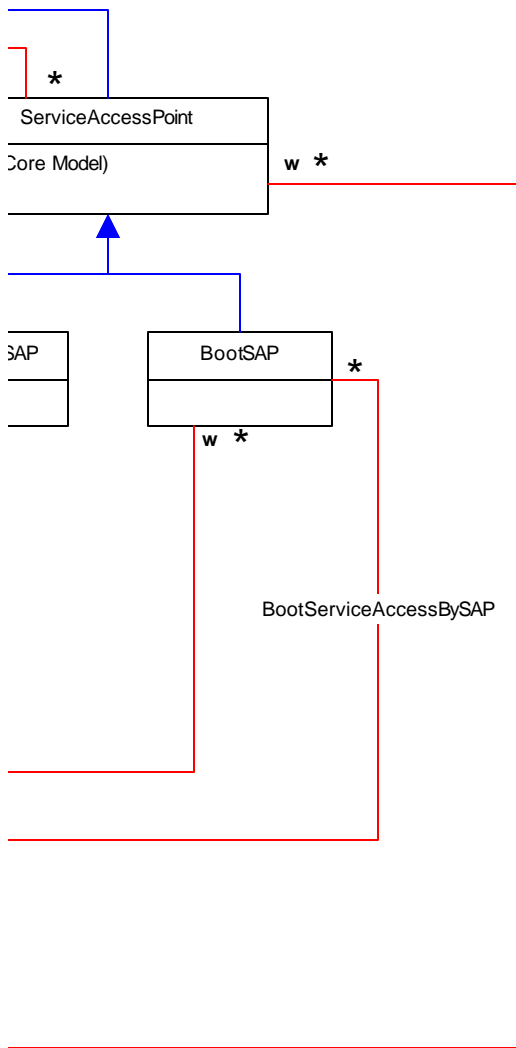 *
ServiceAccessPoint
Core Model)
w *
SAP
BootSAP
*
w *
BootServiceAccessBySAP